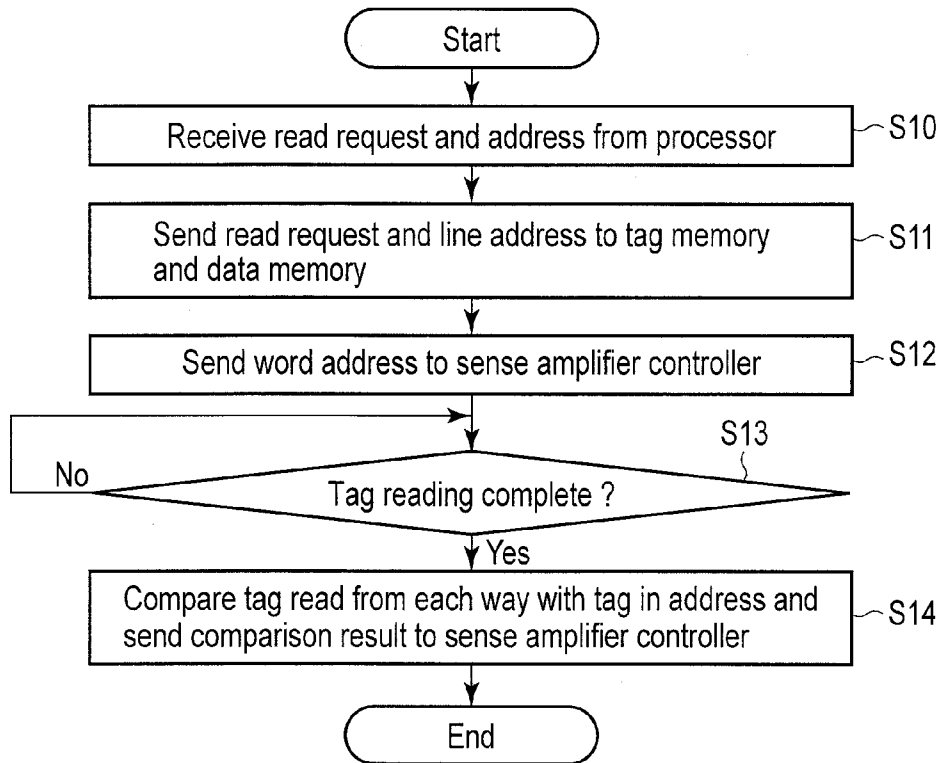 Start
Receive read request and address from processor
S10
Send read request and line address to tag memory
and data memory
S11
Send word address to sense amplifier controller
S12
S13
No
Tag reading complete ?
Yes
Compare tag read from each way with tag in address and
send comparison result to sense amplifier controller
S14
End